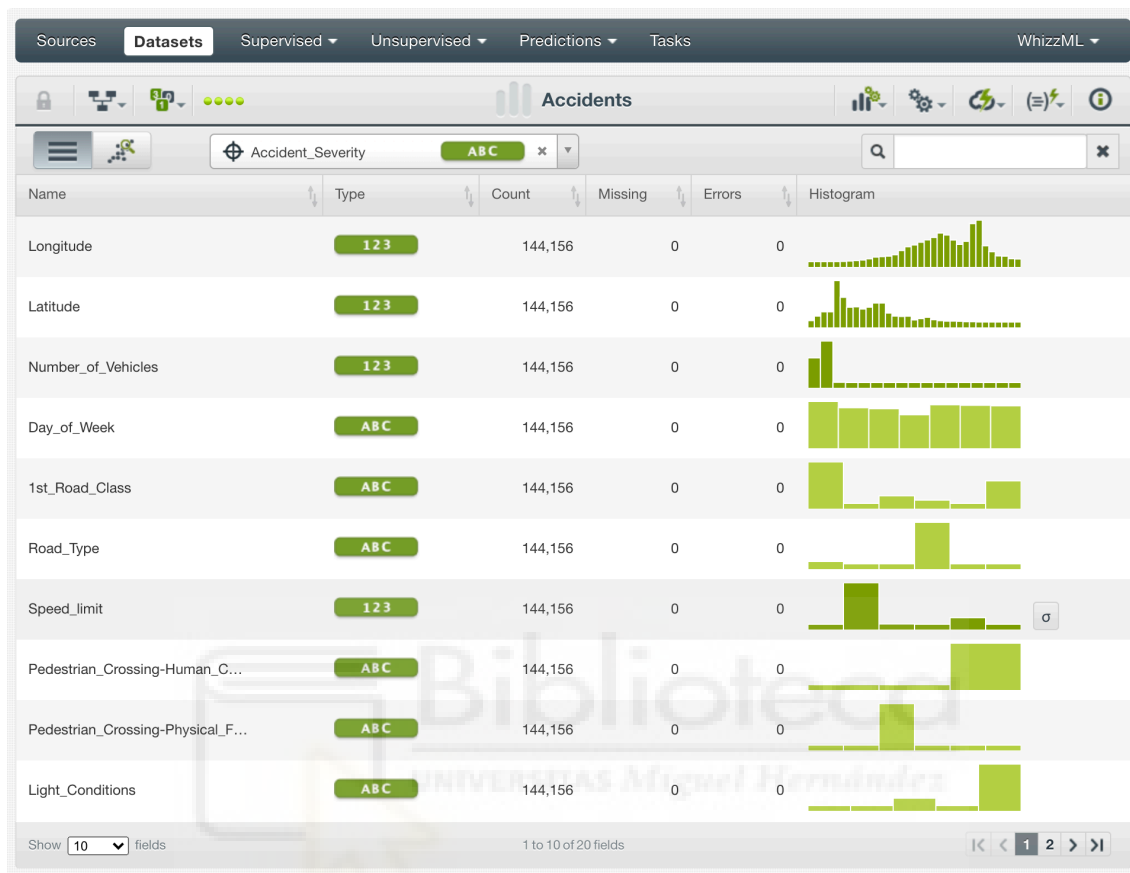 Sources Datasets Supervised Unsupervised Predictions Tasks WhizzML
Accidents
Accident_Severity ABC
Name Type Count Missing Errors Histogram
Longitude 123 144,156 0 0
Latitude 123 144,156 0 0
Number_of_Vehicles 123 144,156 0 0
Day_of_Week ABC 144,156 0 0
1st_Road_Class ABC 144,156 0 0
Road_Type ABC 144,156 0 0
Speed_limit 123 144,156 0 0 σ
Pedestrian_Crossing-Human_C... ABC 144,156 0 0
Biblioteca
Pedestrian_Crossing-Physical_F... ABC 144,156 0 0
UNIVERSITAS Miguel Hernández
Light_Conditions ABC 144,156 0 0
Show 10 fields 1 to 10 of 20 fields 1 2